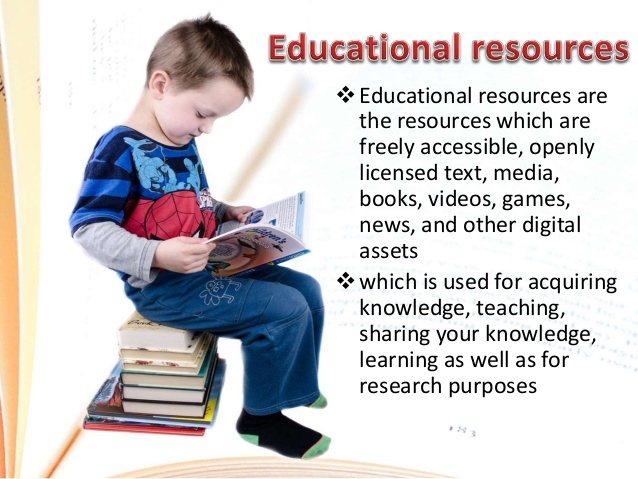 Educational resources
❖Educational resources are
the resources which are
freely accessible, openly
licensed text, media,
books, videos, games,
news, and other digital
assets
❖which is used for acquiring
knowledge, teaching,
sharing your knowledge,
learning as well as for
research purposes